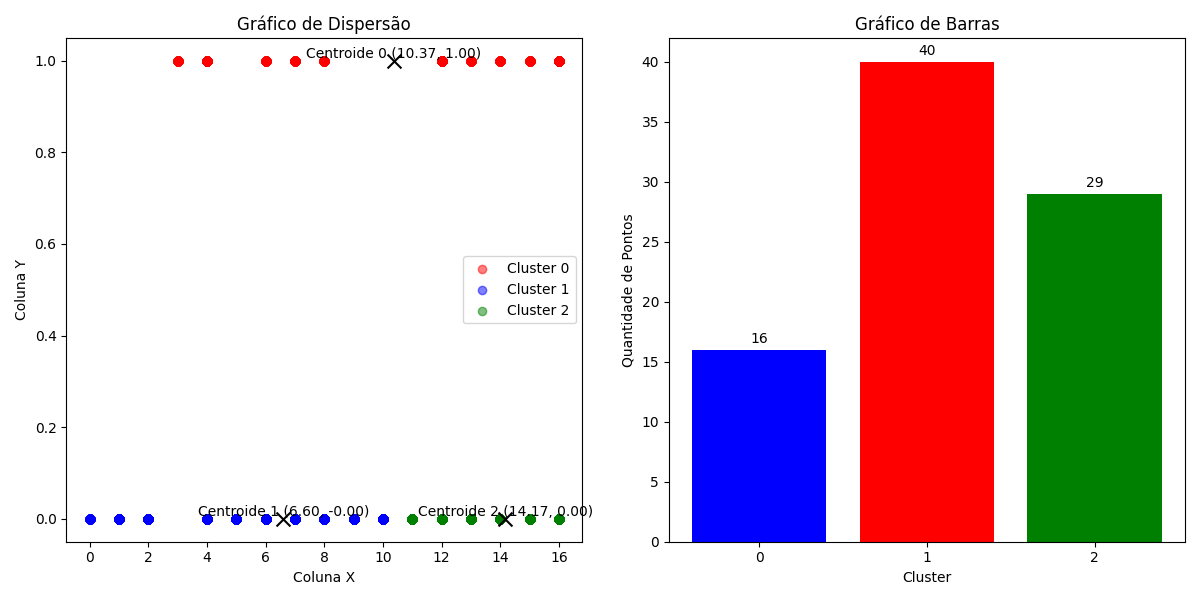 Gráfico de Dispersão
Centroide 0 (10.37, 1.00)
1.0
0.8
0.6
0.4
0.2
0.0
Coluna Y
Cluster 0
Cluster 1
Cluster 2
Centroide 1 (6.60, -0.00)
Centroide 2 (14.17, 0.00)
0 2 4 6 8 10 12 14 16
Coluna X
Gráfico de Barras
40
35
30
25
20
15
10
5
0
Quantidade de Pontos
16
40
29
0 1 2
Cluster